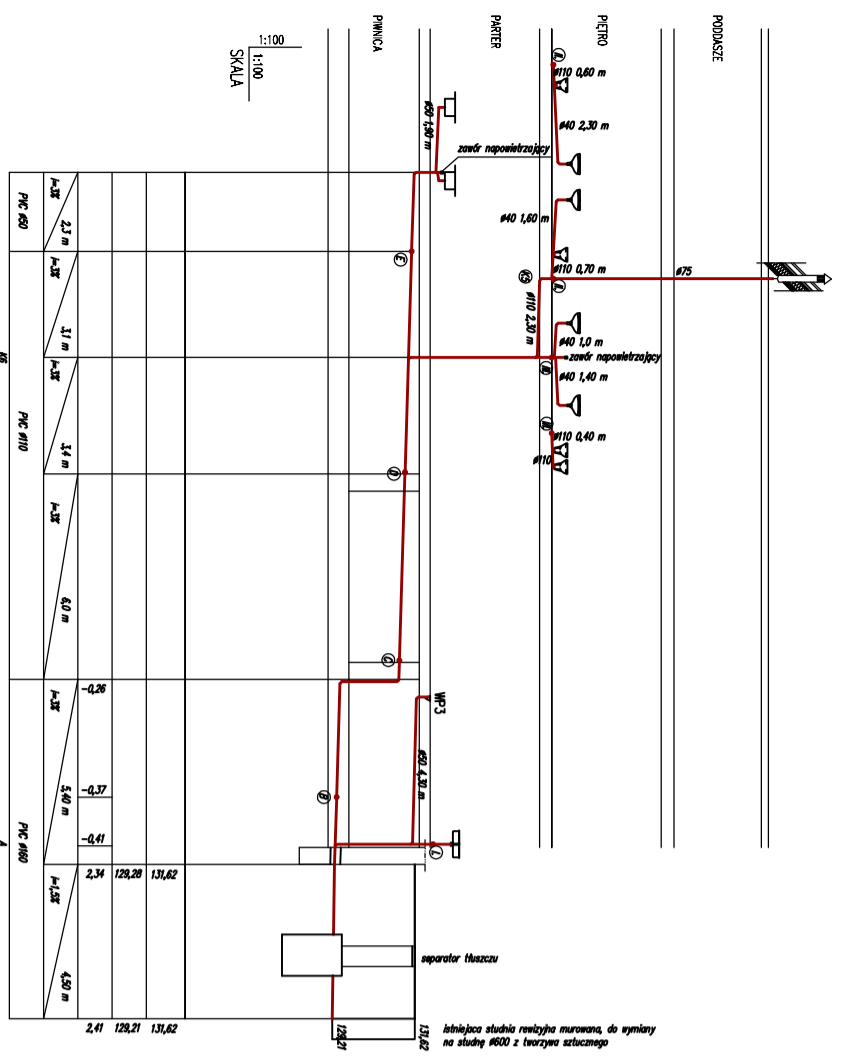 PODDASZE
PIĘTRO
PARTER
PIWNICA
1:100
1:100
SKALA
Ø110 0,60 m
Ø40 2,30 m
Ø50 1,90 m
zawór napowietrzający
Ø40 1,60 m
Ø110 0,70 m
Ø75
K5
Ø110 2,30 m
Ø40 1,0 m
zawór napowietrzający
Ø40 1,40 m
Ø110 0,40 m
Ø110
E
D
C
B
L
WP3
Ø50 4,30 m
separator tłuszczu
istniejaca studnia rewizyjna murowana, do wymiany
na studnę Ø600 z tworzywa sztucznego
131,62
129,21
-0,26
-0,37
-0,41
2,34 129,28 131,62
2,41 129,21 131,62
i=3% 2,3 m
i=3% 3,1 m
i=3% 3,4 m
i=3% 6,0 m
i=3% 5,40 m
i=1,5% 4,50 m
PVC Ø50
PVC Ø110
PVC Ø160
K6
A